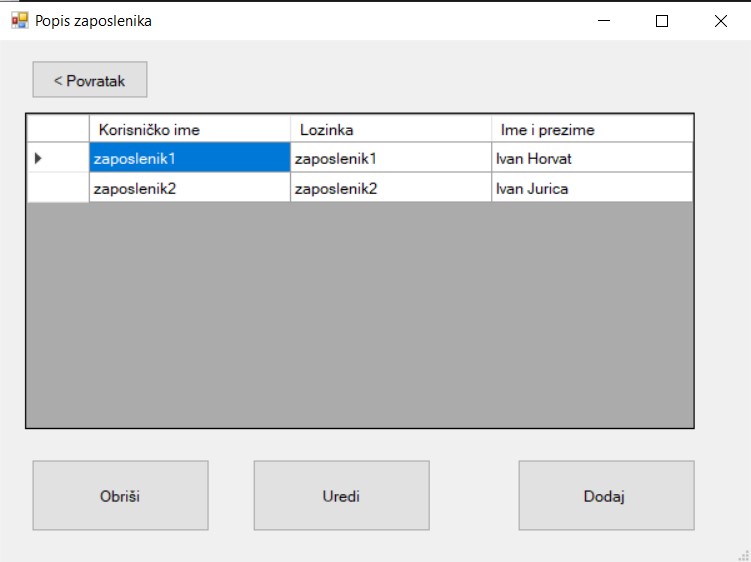 Popis zaposlenika
< Povratak
Korisničko ime Lozinka Ime i prezime
zaposlenik1 zaposlenik1 Ivan Horvat
zaposlenik2 zaposlenik2 Ivan Jurica
Obriši Uredi Dodaj